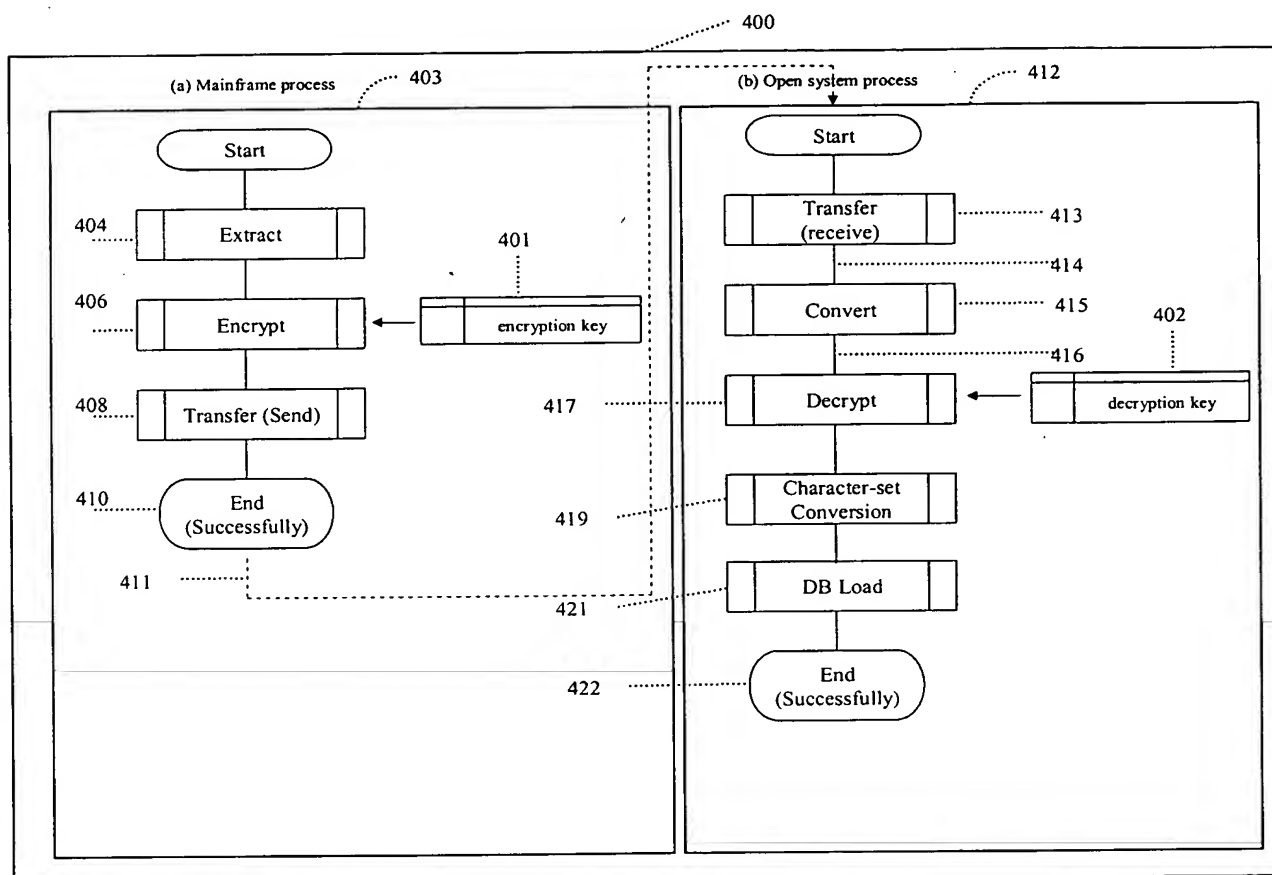 400
(a) Mainframe process
403
Start
404
Extract
401
406
Encrypt
encryption key
408
Transfer (Send)
410
End
(Successfully)
411
(b) Open system process
412
Start
Transfer
(receive)
413
414
Convert
415
416
402
417
Decrypt
decryption key
419
Character-set
Conversion
421
DB Load
422
End
(Successfully)